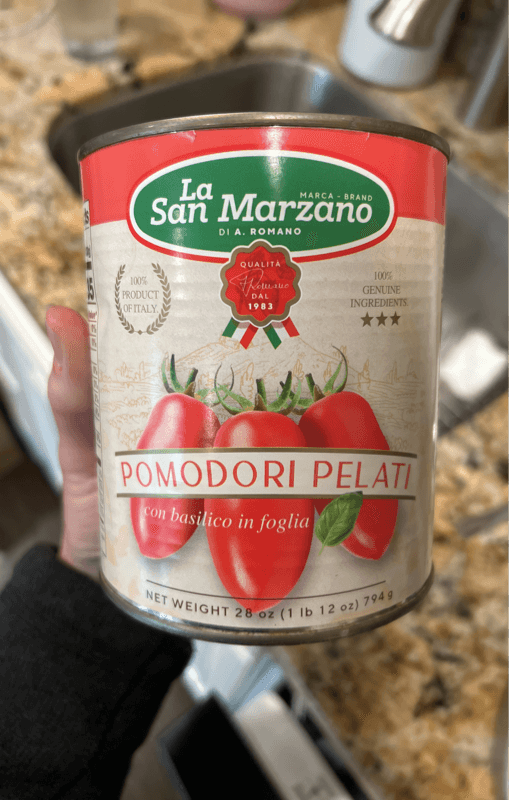 La
San Marzano
MARCA - BRAND
DI A. ROMANO
QUALITÀ
Romano
DAL
1983
100%
PRODUCT
OF ITALY
100%
GENUINE
INGREDIENTS
POMODORI PELATI
con basilico in foglia
NET WEIGHT 28 oz (1 lb 12 oz) 794 g